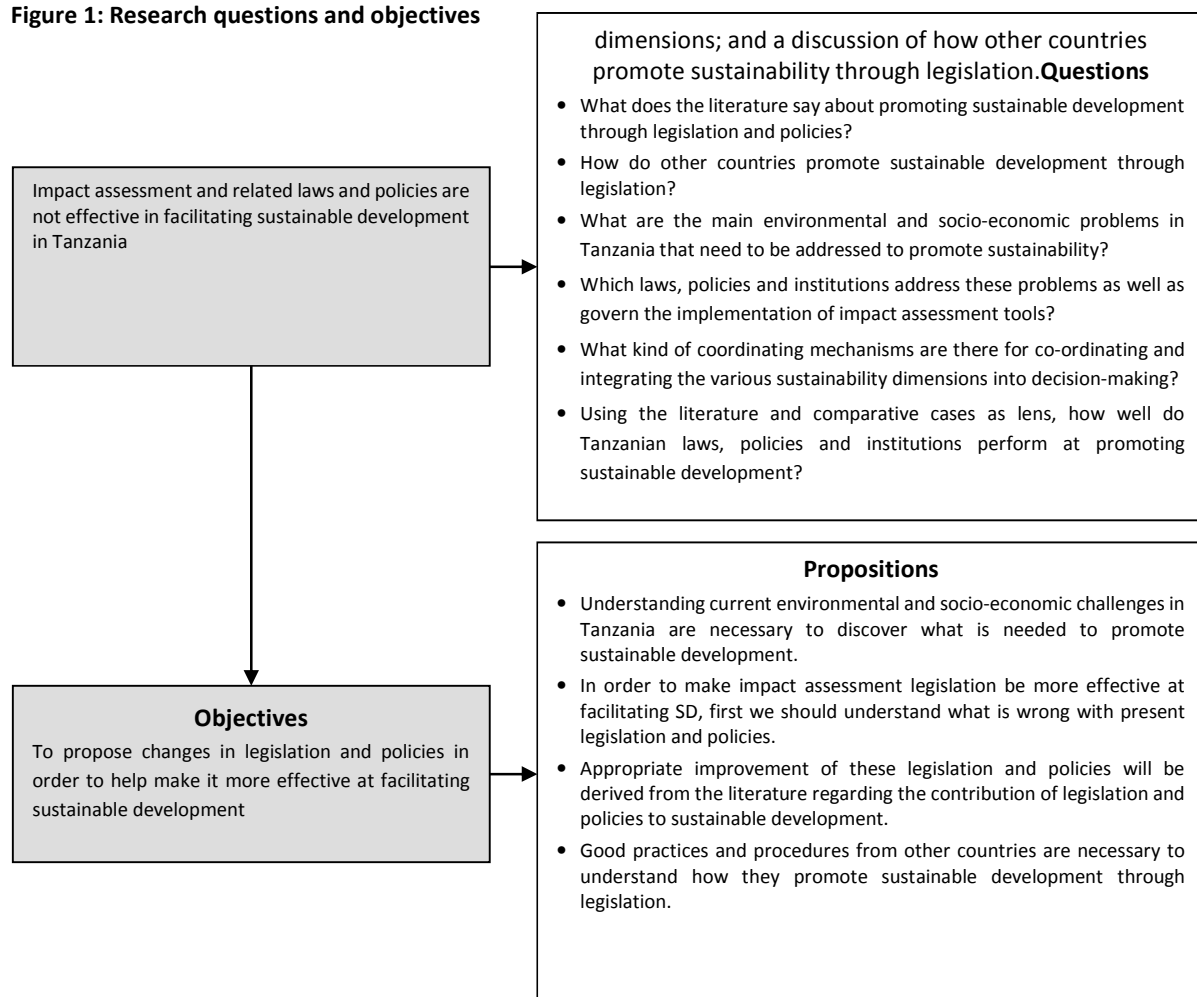 Figure 1: Research questions and objectives
dimensions; and a discussion of how other countries
promote sustainability through legislation.Questions
• What does the literature say about promoting sustainable development
through legislation and policies?
• How do other countries promote sustainable development through
legislation?
• What are the main environmental and socio-economic problems in
Tanzania that need to be addressed to promote sustainability?
• Which laws, policies and institutions address these problems as well as
govern the implementation of impact assessment tools?
• What kind of coordinating mechanisms are there for co-ordinating and
integrating the various sustainability dimensions into decision-making?
• Using the literature and comparative cases as lens, how well do
Tanzanian laws, policies and institutions perform at promoting
sustainable development?
Impact assessment and related laws and policies are
not effective in facilitating sustainable development
in Tanzania
Objectives
To propose changes in legislation and policies in
order to help make it more effective at facilitating
sustainable development
Propositions
• Understanding current environmental and socio-economic challenges in
Tanzania are necessary to discover what is needed to promote
sustainable development.
• In order to make impact assessment legislation be more effective at
facilitating SD, first we should understand what is wrong with present
legislation and policies.
• Appropriate improvement of these legislation and policies will be
derived from the literature regarding the contribution of legislation and
policies to sustainable development.
• Good practices and procedures from other countries are necessary to
understand how they promote sustainable development through
legislation.